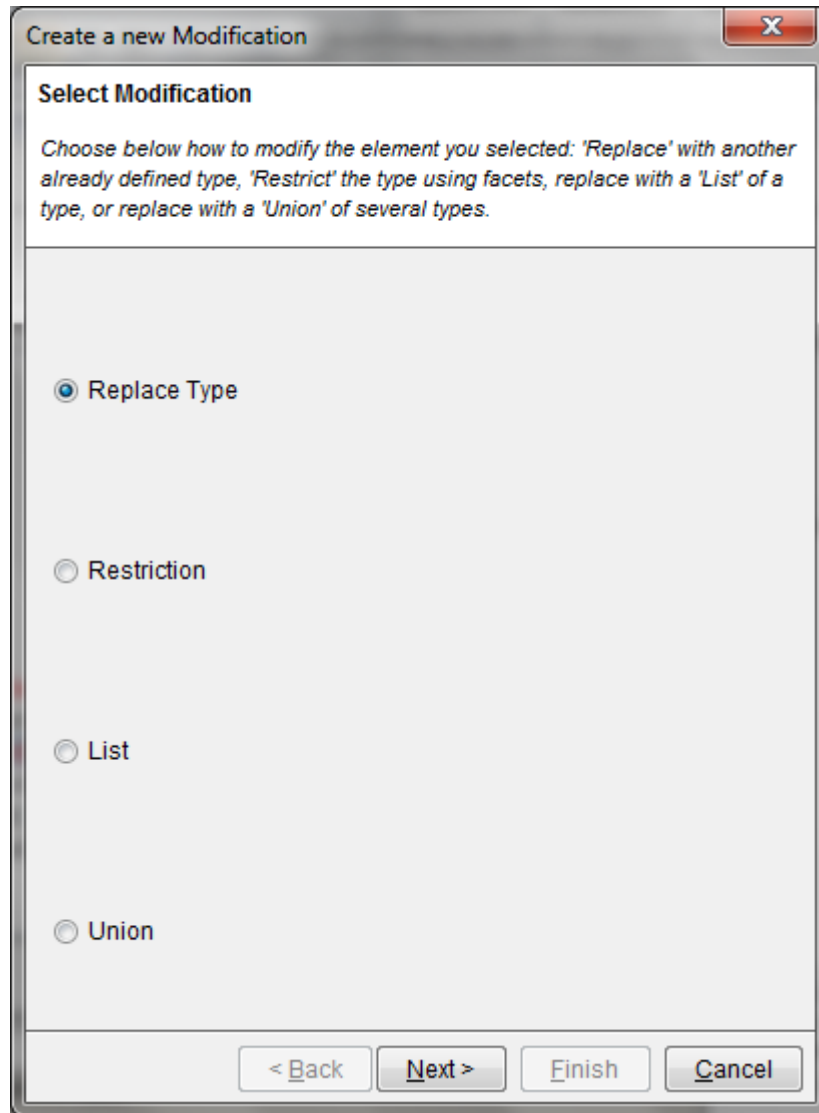 Create a new Modification
Select Modification
Choose below how to modify the element you selected: 'Replace' with another
already defined type, 'Restrict' the type using facets, replace with a 'List' of a
type, or replace with a 'Union' of several types.
Replace Type
Restriction
List
Union
< Back Next > Finish Cancel